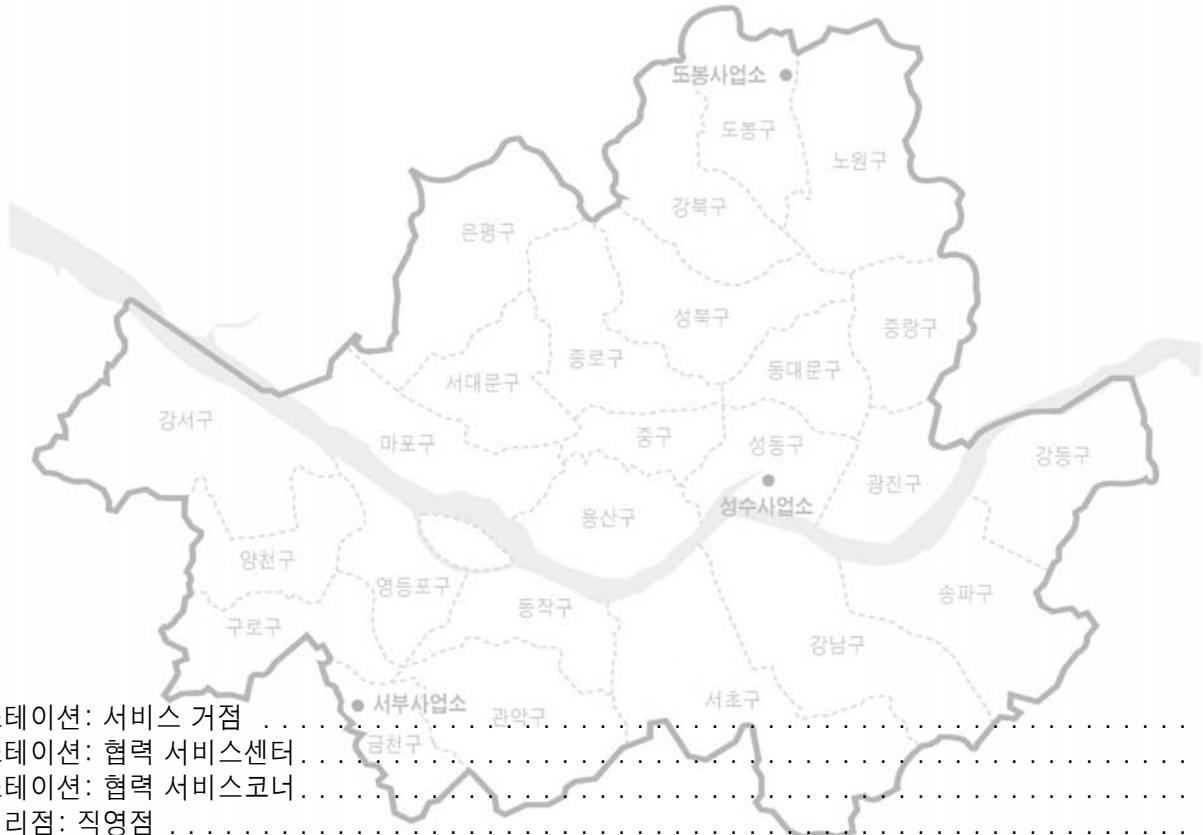 도봉사업소
도봉구
노원구
강북구
은평구
성북구
중랑구
종로구
동대문구
서대문구
강서구
마포구
중구
성동구
강동구
광진구
성수사업소
용산구
양천구
영등포구
동작구
송파구
구로구
강남구
서초구
서부사업소
관악구
금천구
스테이션: 서비스 거점
스테이션: 협력 서비스센터
스테이션: 협력 서비스코너
리점: 직영점